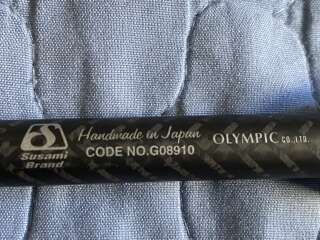 Susami
Brand
Handmade in Japan
CODE NO.G08910
OLYMPIC CO.,LTD.